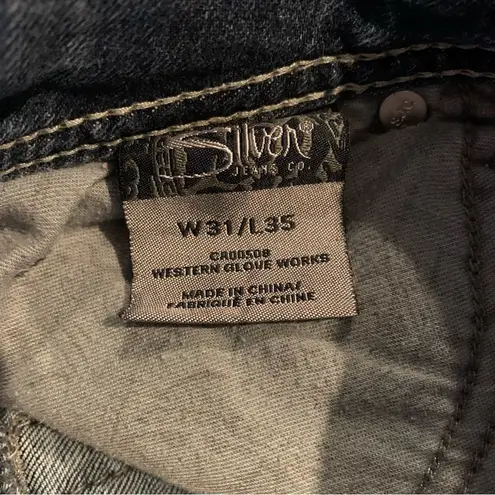 Silver
JEANS CO.
W31/L35
CA00508
WESTERN GLOVE WORKS
MADE IN CHINA/
FABRIQUÉ EN CHINE